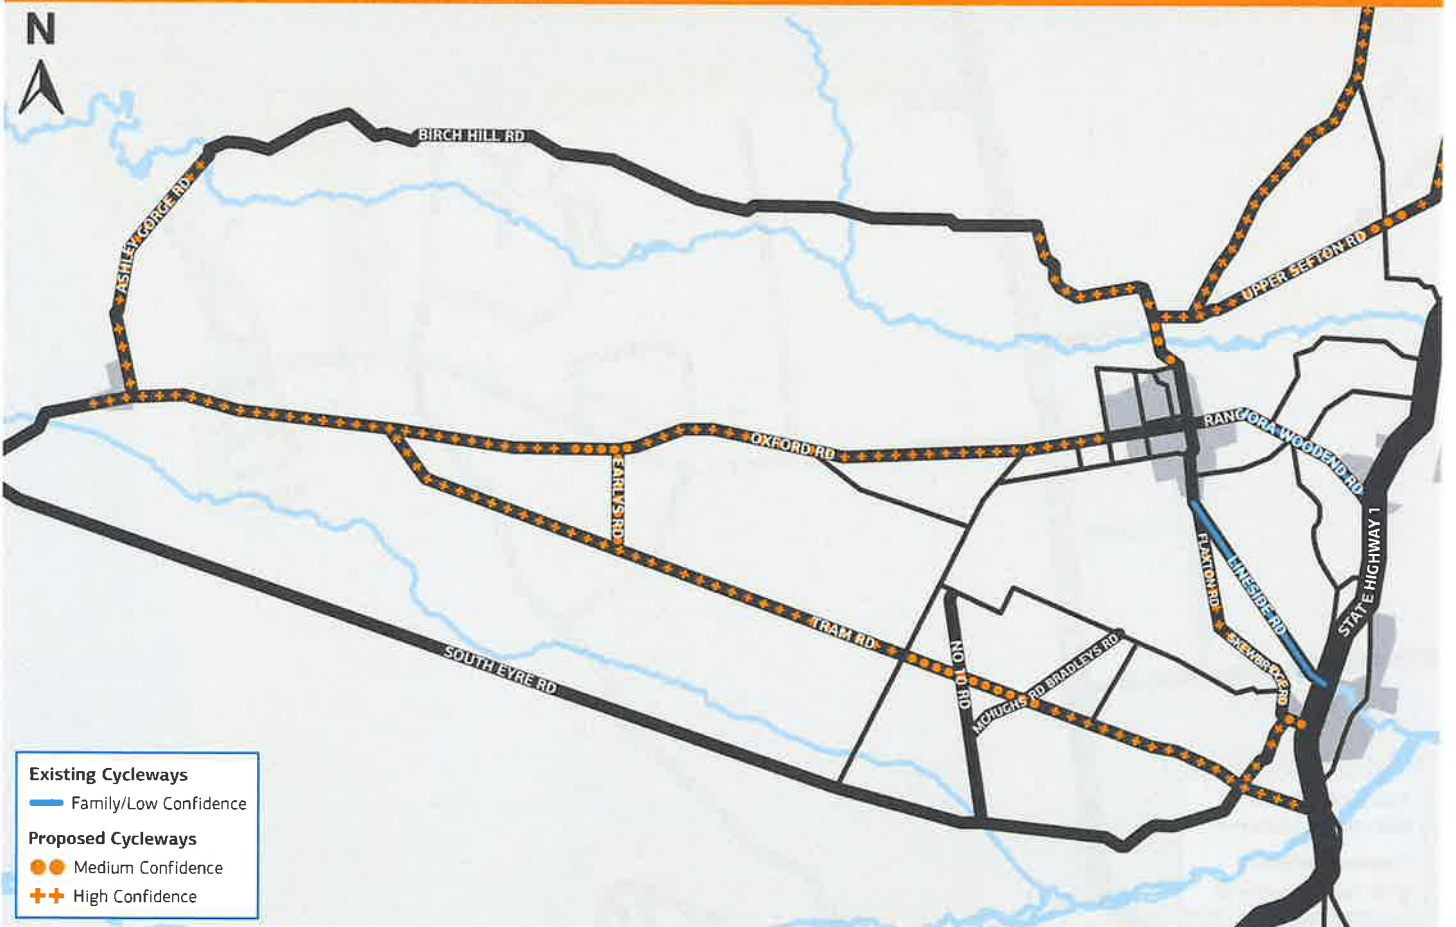 N
BIRCH HILL RD
ASHLEY GORGE RD
UPPER SEFTON RD
RANGIORA WOODEND RD
OXFORD RD
EARLYS RD
STATE HIGHWAY 1
FLAXTON RD
LINESIDE RD
TRAM RD
SKEWBRIDGE RD
NO 10 RD
MCHUGHS RD
BRADLEYS RD
SOUTH EYRE RD
Existing Cycleways
Family/Low Confidence
Proposed Cycleways
Medium Confidence
High Confidence